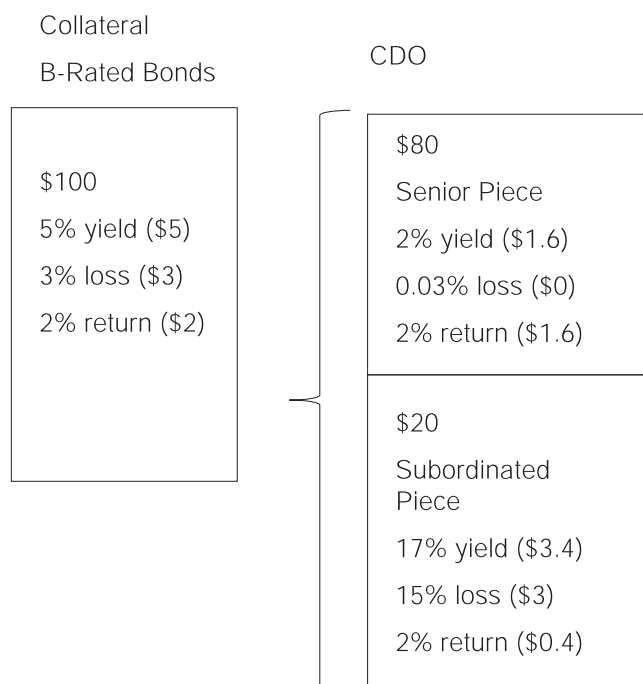 Collateral
B-Rated Bonds
$100
5% yield ($5)
3% loss ($3)
2% return ($2)
CDO
$80
Senior Piece
2% yield ($1.6)
0.03% loss ($0)
2% return ($1.6)
$20
Subordinated
Piece
17% yield ($3.4)
15% loss ($3)
2% return ($0.4)